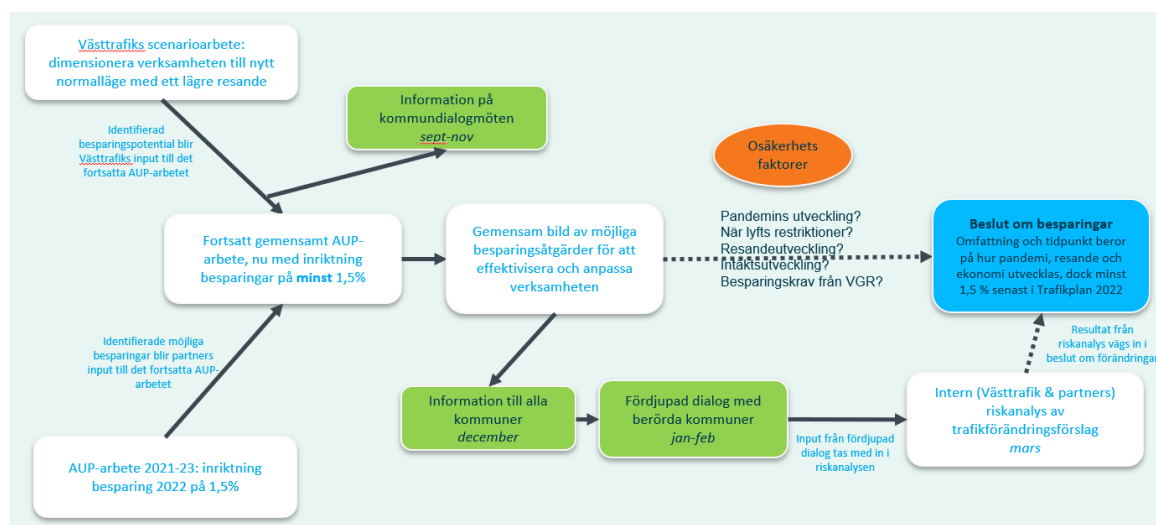 Västtrafiks scenarioarbete:
dimensionera verksamheten till nytt
normalläge med ett lägre resande
Identifierad
besparingspotential blir
Västtrafiks input till det
fortsatta AUP-arbetet
Information på
kommundialogmöten
sept-nov
Osäkerhets
faktorer
Fortsatt gemensamt AUP-
arbete, nu med inriktning
besparingar på minst 1,5%
Gemensam bild av möjliga
besparingsåtgärder för att
effektivisera och anpassa
verksamheten
Pandemins utveckling?
När lyfts restriktioner?
Resandeutveckling?
Intäktsutveckling?
Besparingskrav från VGR?
Beslut om besparingar
Omfattning och tidpunkt beror
på hur pandemi, resande och
ekonomi utvecklas, dock minst
1,5 % senast i Trafikplan 2022
Identifierade möjliga
besparingar blir partners
input till det fortsatta AUP-
arbetet
Resultat från
riskanalys vägs in i
beslut om förändringar
Information till alla
kommuner
december
Fördjupad dialog med
berörda kommuner
jan-feb
Input från fördjupad
dialog tas med in i
riskanalysen
Intern (Västtrafik & partners)
riskanalys av
trafikförändringsförslag
mars
AUP-arbete 2021-23: inriktning
besparing 2022 på 1,5%